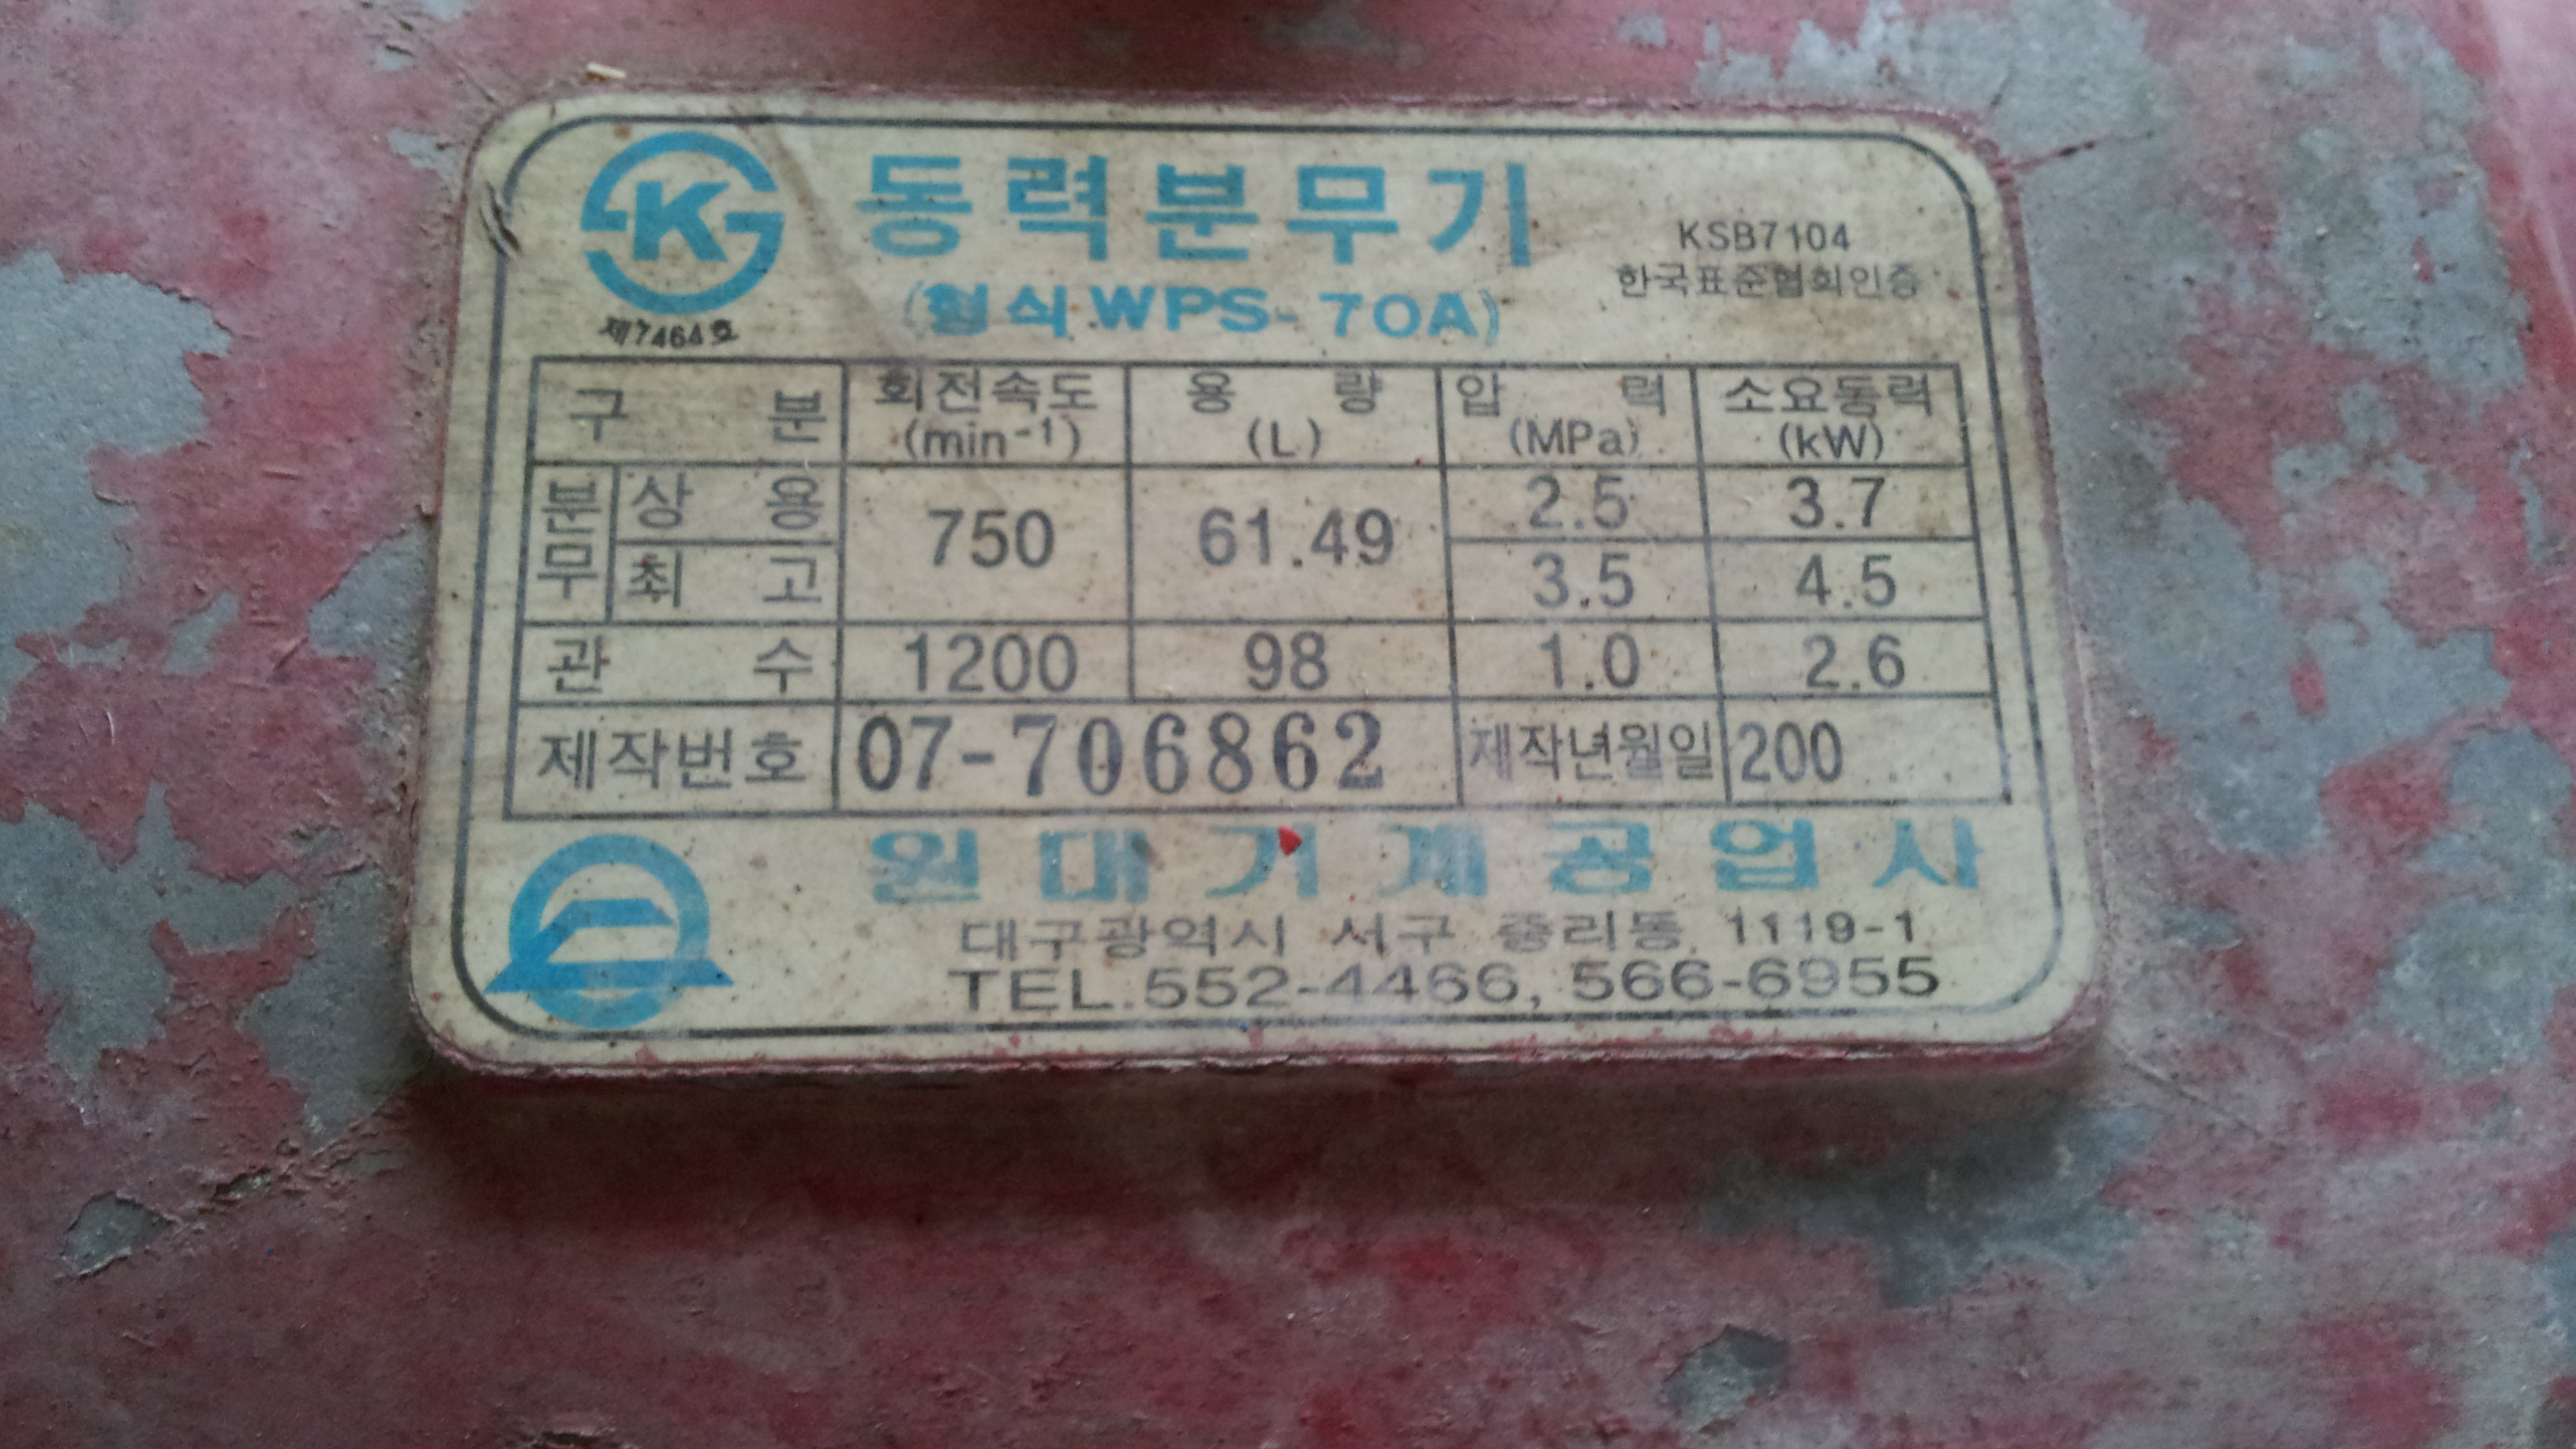 K
동력분무기
KSB7104
한국표준협회인증
(형식 WPS-70A)
제7464호
구 분 회전속도 (min-1) 용 량 (L) 압 력 (MPa) 소요동력 (kW)
분무 상 용 750 61.49 2.5 3.7
최 고 3.5 4.5
관 수 1200 98 1.0 2.6
제작번호 07-706862 제작년월일 200 . .
원대기계공업사
대구광역시 서구 중리동 1119-1
TEL.552-4466, 566-6955